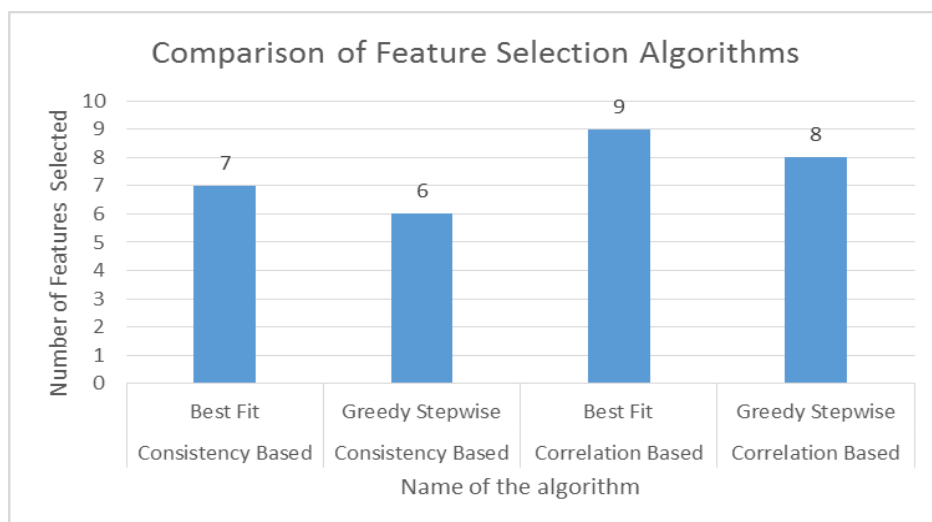 Comparison of Feature Selection Algorithms
Number of Features Selected
10
9
8
7
6
5
4
3
2
1
0
7
6
9
8
Best Fit
Greedy Stepwise
Best Fit
Greedy Stepwise
Consistency Based
Consistency Based
Correlation Based
Correlation Based
Name of the algorithm